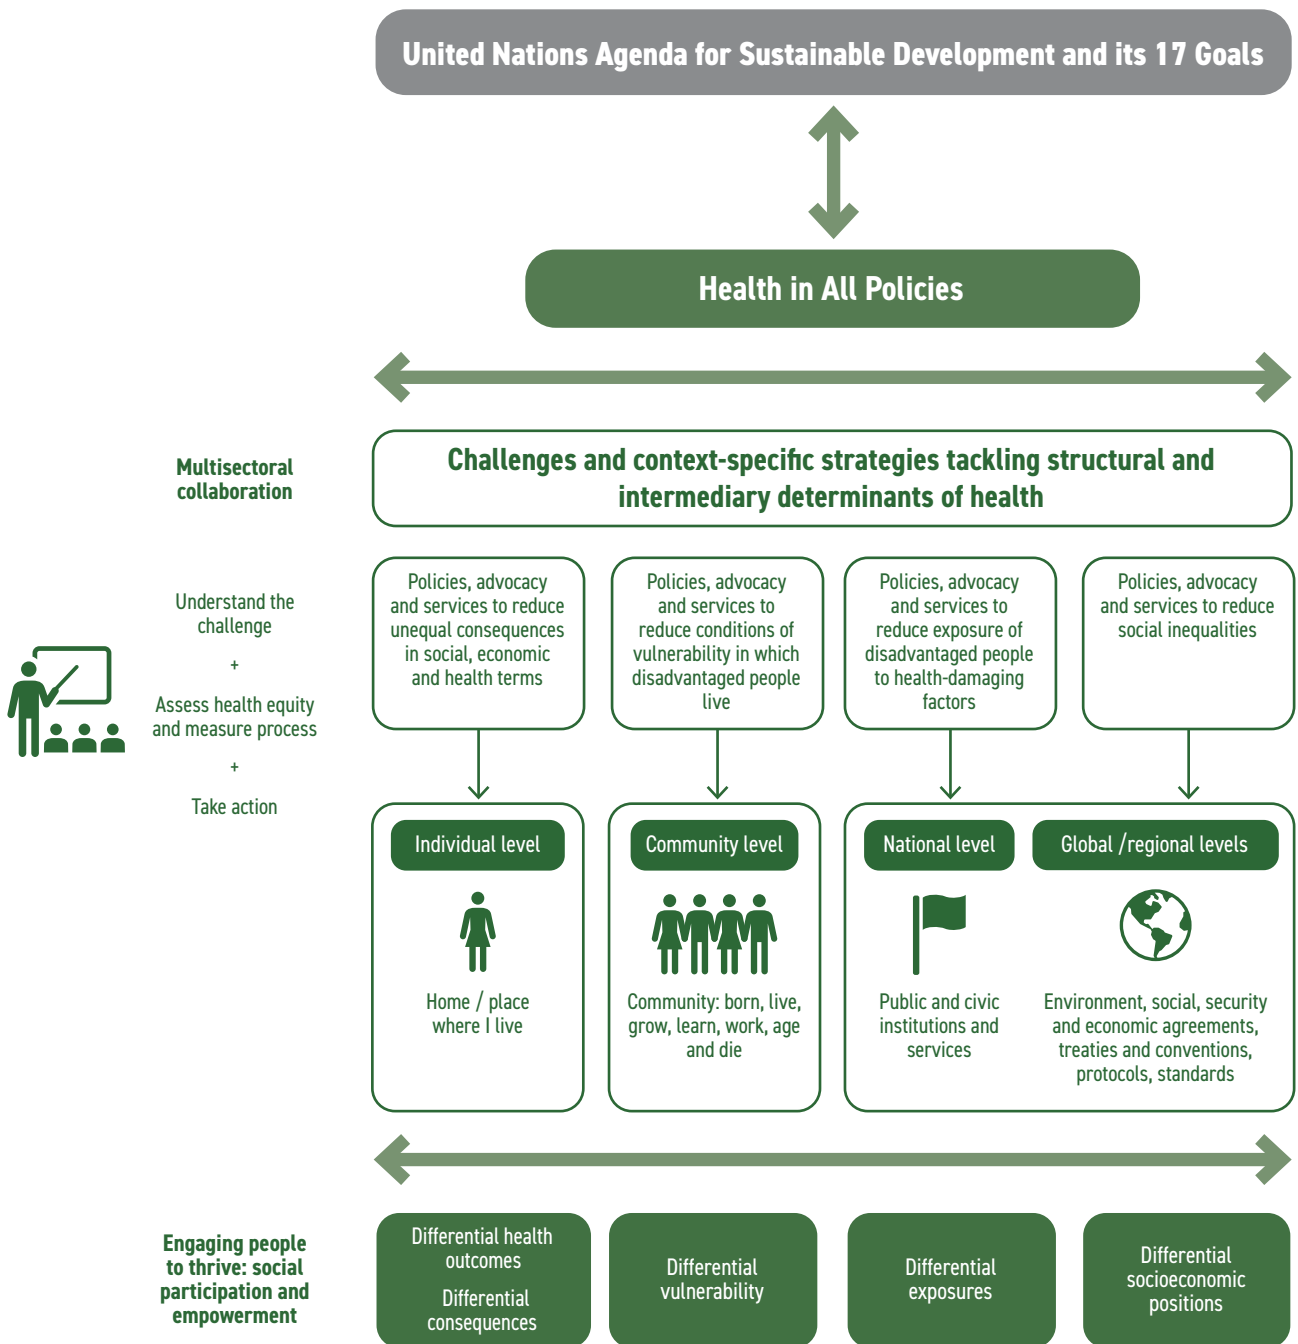 United Nations Agenda for Sustainable Development and its 17 Goals
Health in All Policies
Multisectoral
collaboration
Challenges and context-specific strategies tackling structural and
intermediary determinants of health
Understand the
challenge
+
Assess health equity
and measure process
+
Take action
Policies, advocacy
and services to reduce
unequal consequences
in social, economic
and health terms
Policies, advocacy
and services to
reduce conditions of
vulnerability in which
disadvantaged people
live
Policies, advocacy
and services to
reduce exposure of
disadvantaged people
to health-damaging
factors
Policies, advocacy
and services to reduce
social inequalities
Individual level
Home / place
where I live
Community level
Community: born, live,
grow, learn, work, age
and die
National level
Public and civic
institutions and
services
Global /regional levels
Environment, social, security
and economic agreements,
treaties and conventions,
protocols, standards
Engaging people
to thrive: social
participation and
empowerment
Differential health
outcomes
Differential
consequences
Differential
vulnerability
Differential
exposures
Differential
socioeconomic
positions